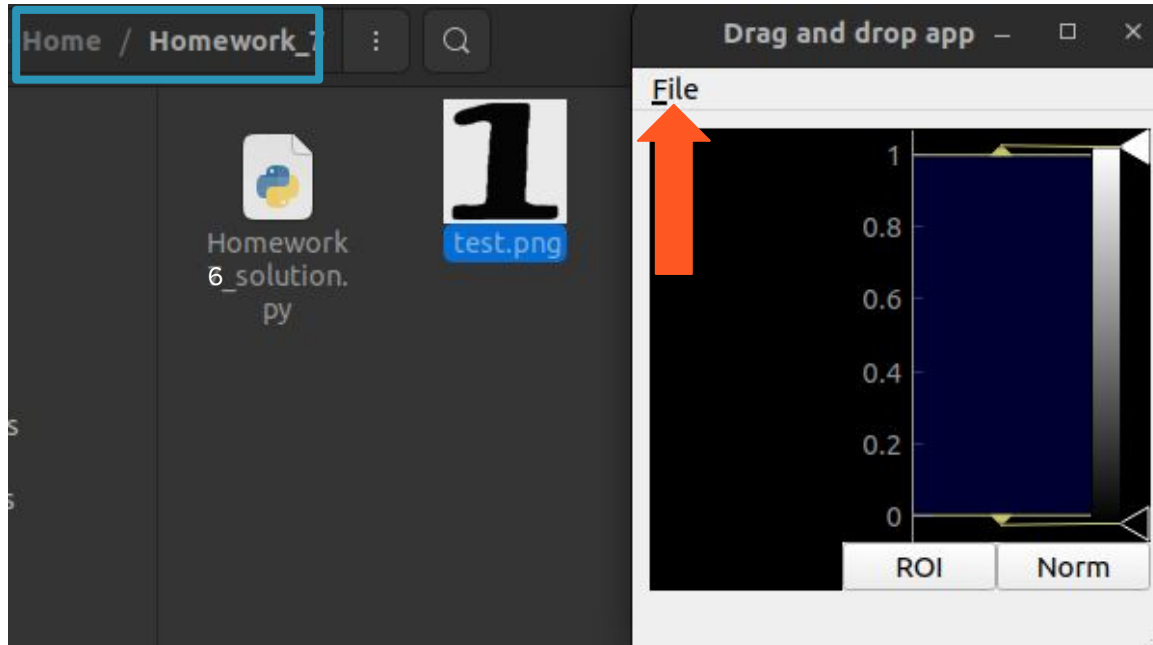 Home / Homework_7
Homework
6_solution.
py
test.png
Drag and drop app
File
1
0.8
0.6
0.4
0.2
0
ROI
Norm